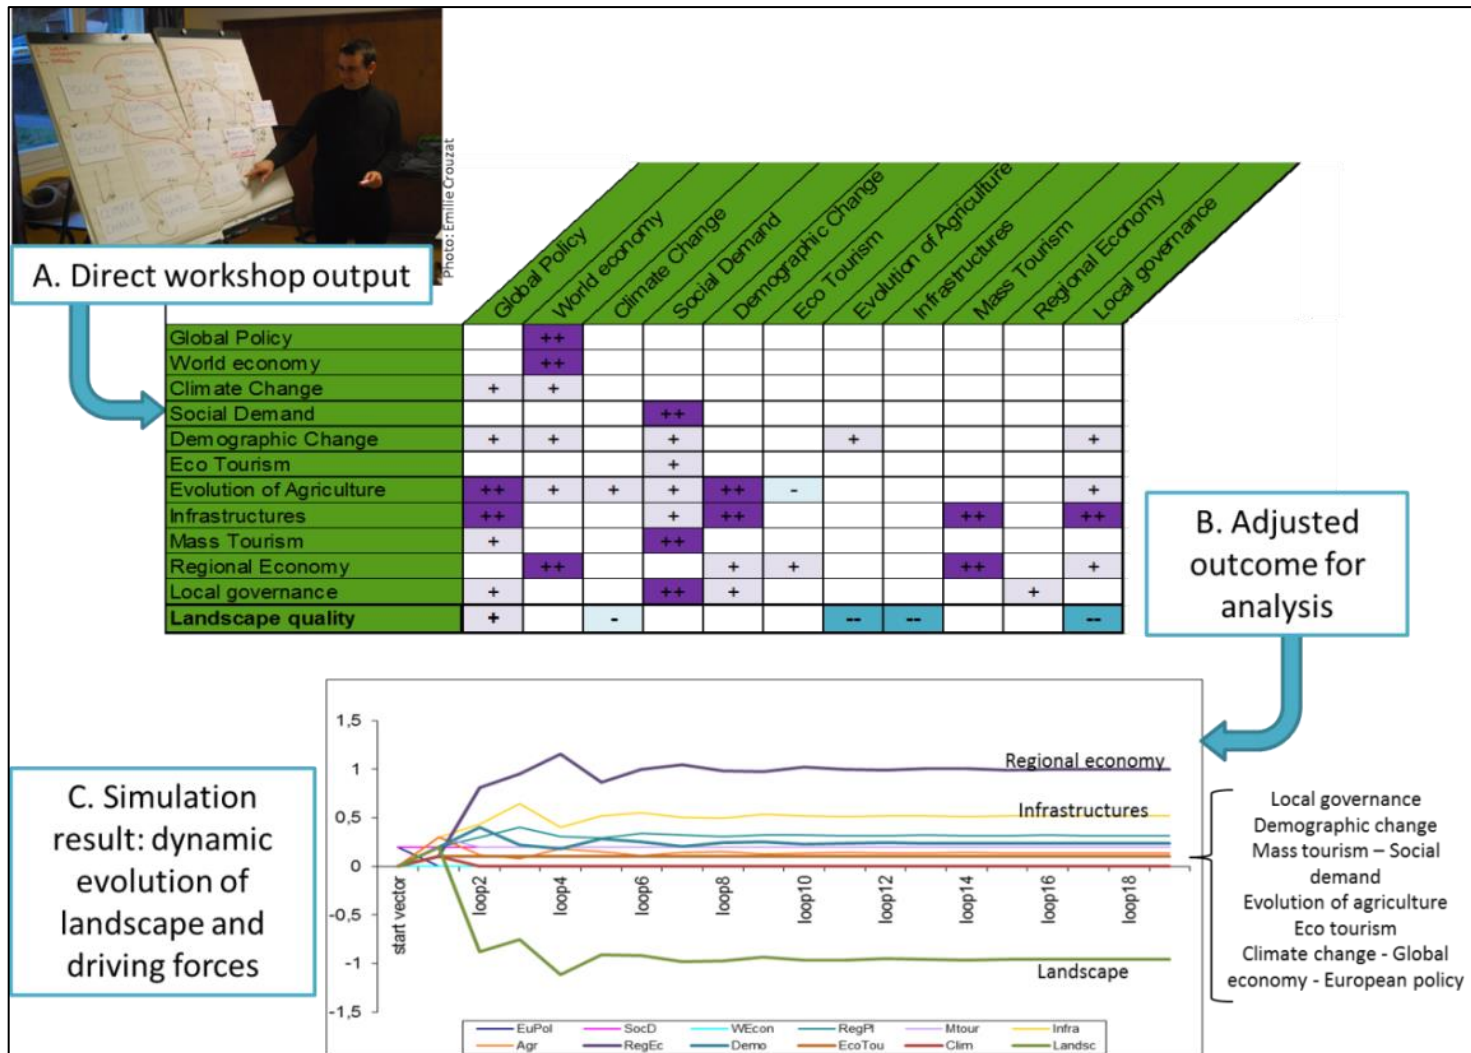 Photo: Emilie Crouzat
A. Direct workshop output
Global Policy
World economy
Climate Change
Social Demand
Demographic Change
Eco Tourism
Evolution of Agriculture
Infrastructures
Mass Tourism
Regional Economy
Local governance
Global Policy ++
World economy ++
Climate Change + +
Social Demand ++
Demographic Change + + + + +
Eco Tourism +
Evolution of Agriculture ++ + + + ++ - +
Infrastructures ++ + ++ ++ ++
Mass Tourism + ++
Regional Economy ++ + + ++ +
Local governance + ++ + +
Landscape quality + - -- -- --
B. Adjusted
outcome for
analysis
C. Simulation
result: dynamic
evolution of
landscape and
driving forces
1,5
1
0,5
0
-0,5
-1
-1,5
start vector
loop2
loop4
loop6
loop8
loop10
loop12
loop14
loop16
loop18
Regional economy
Infrastructures
Landscape
Local governance
Demographic change
Mass tourism – Social
demand
Evolution of agriculture
Eco tourism
Climate change - Global
economy - European policy
EuPol SocD WEcon RegPl Mtour Infra
Agr RegEc Demo EcoTou Clim Landsc